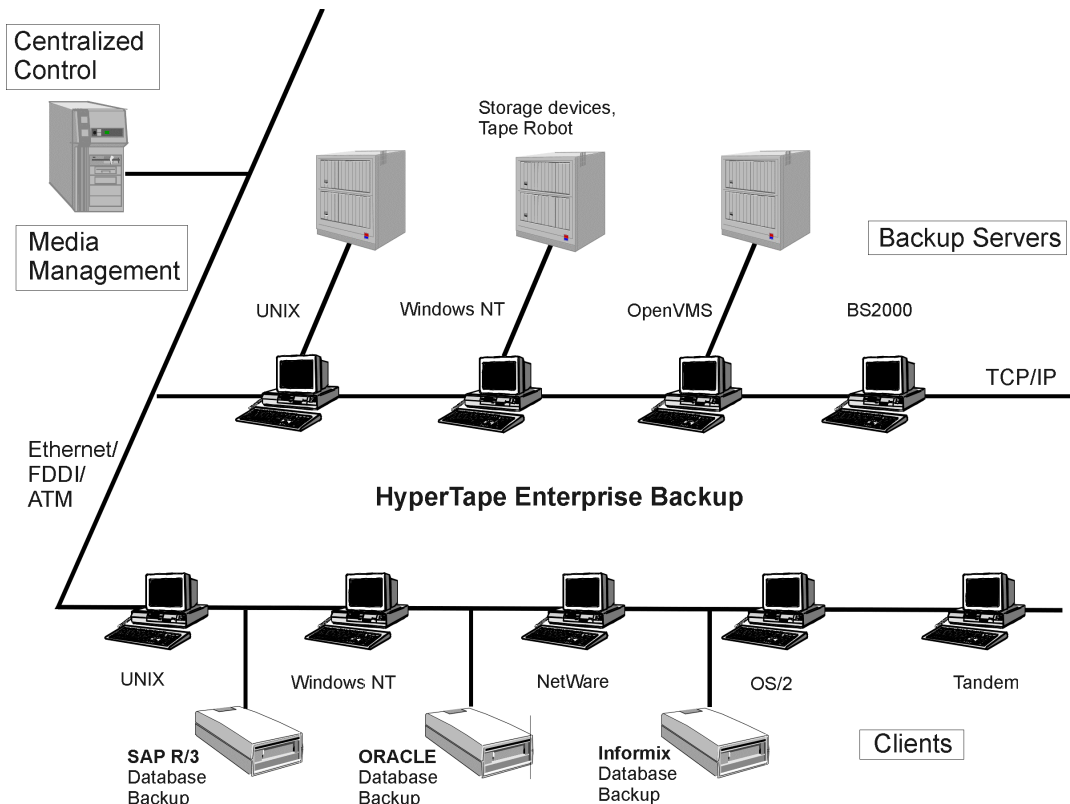 Centralized
Control
Storage devices,
Tape Robot
Media
Management
Backup Servers
UNIX
Windows NT
OpenVMS
BS2000
TCP/IP
Ethernet/
FDDI/
ATM
HyperTape Enterprise Backup
UNIX
Windows NT
NetWare
OS/2
Tandem
SAP R/3
Database
Backup
ORACLE
Database
Backup
Informix
Database
Backup
Clients